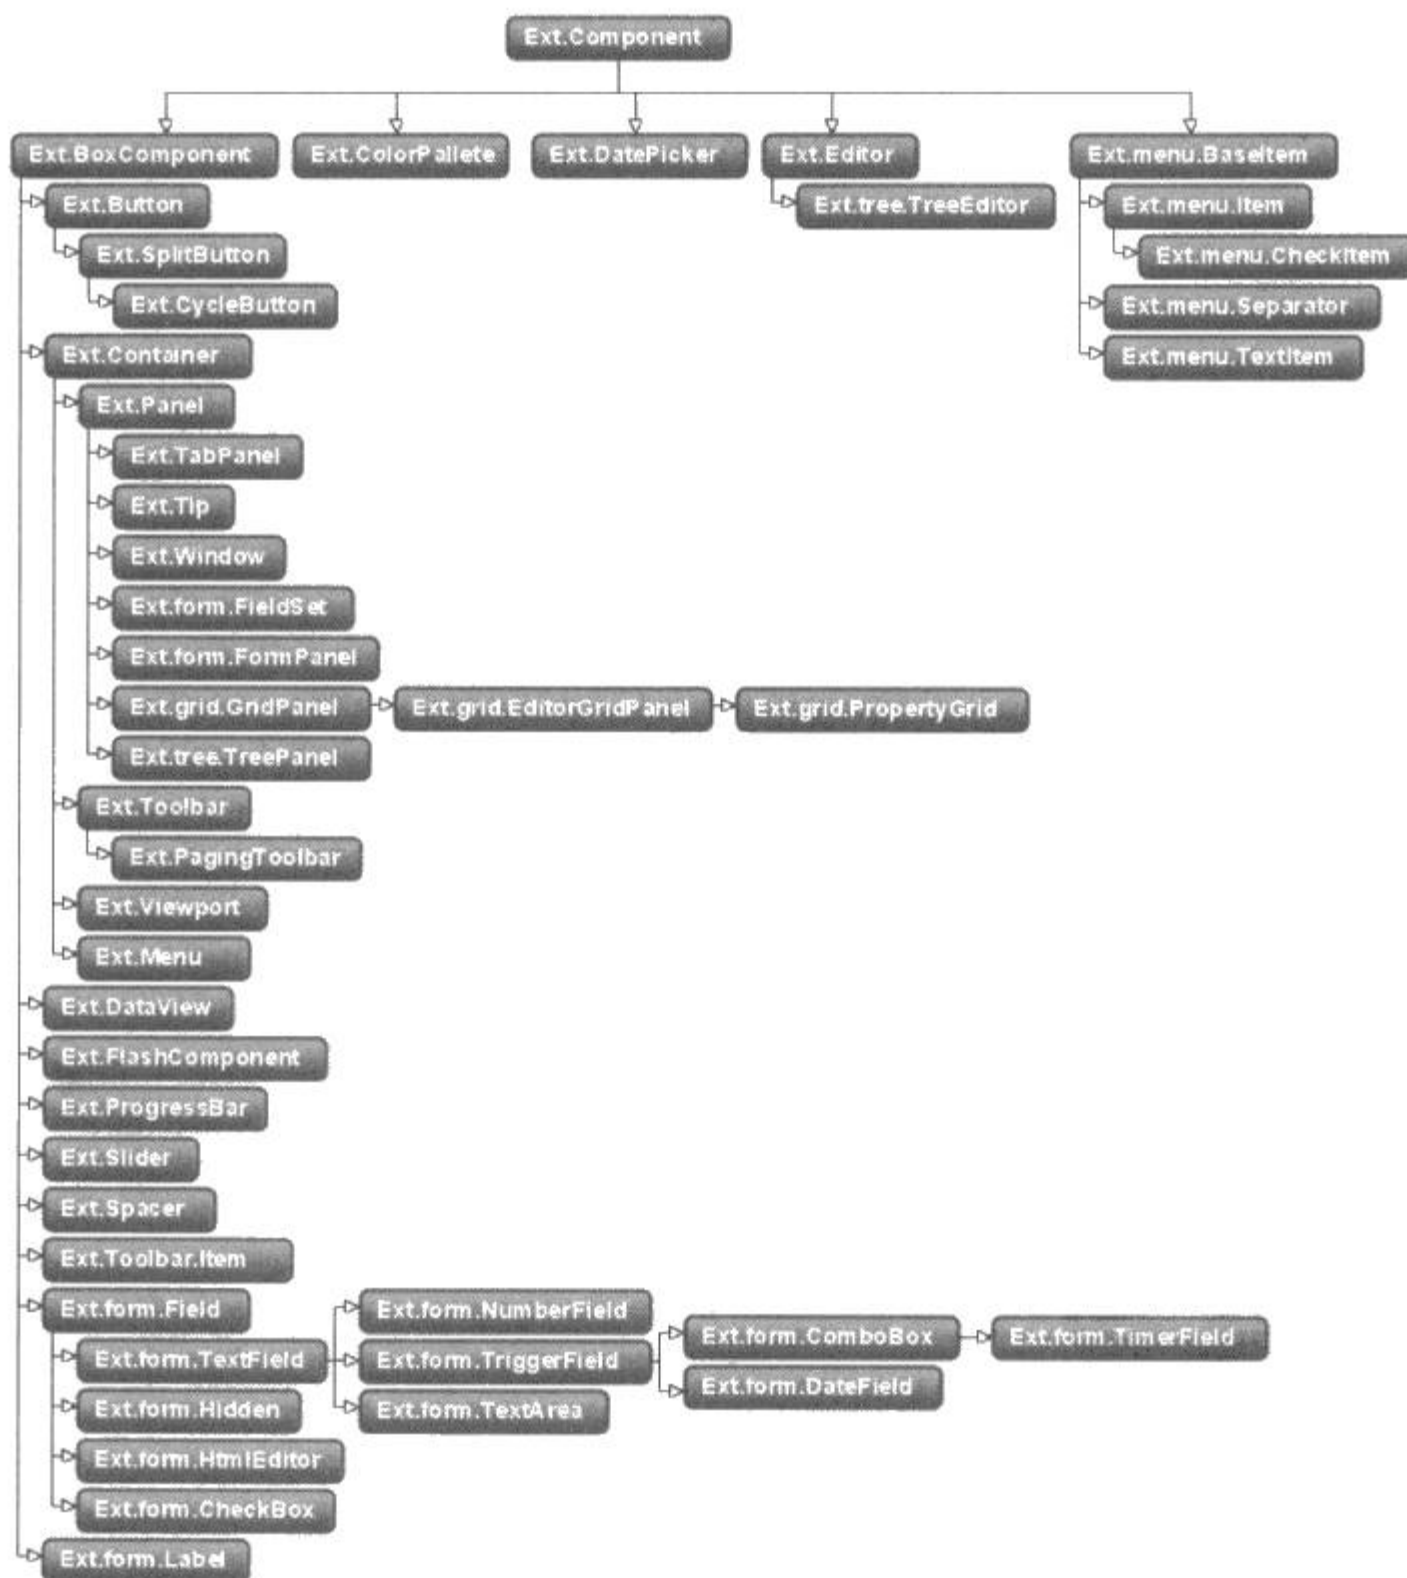 Ext.Component
Ext.BoxComponent
Ext.ColorPallete
Ext.DatePicker
Ext.Editor
Ext.menu.BaseItem
Ext.Button
Ext.tree.TreeEditor
Ext.menu.Item
Ext.SplitButton
Ext.menu.CheckItem
Ext.CycleButton
Ext.menu.Separator
Ext.Container
Ext.menu.TextItem
Ext.Panel
Ext.TabPanel
Ext.Tip
Ext.Window
Ext.form.FieldSet
Ext.form.FormPanel
Ext.grid.GridPanel
Ext.grid.EditorGridPanel
Ext.grid.PropertyGrid
Ext.tree.TreePanel
Ext.Toolbar
Ext.PagingToolbar
Ext.Viewport
Ext.Menu
Ext.DataView
Ext.FlashComponent
Ext.ProgressBar
Ext.Slider
Ext.Spacer
Ext.Toolbar.Item
Ext.form.Field
Ext.form.NumberField
Ext.form.ComboBox
Ext.form.TimerField
Ext.form.TextField
Ext.form.TriggerField
Ext.form.DateField
Ext.form.Hidden
Ext.form.TextArea
Ext.form.HtmlEditor
Ext.form.CheckBox
Ext.form.Label